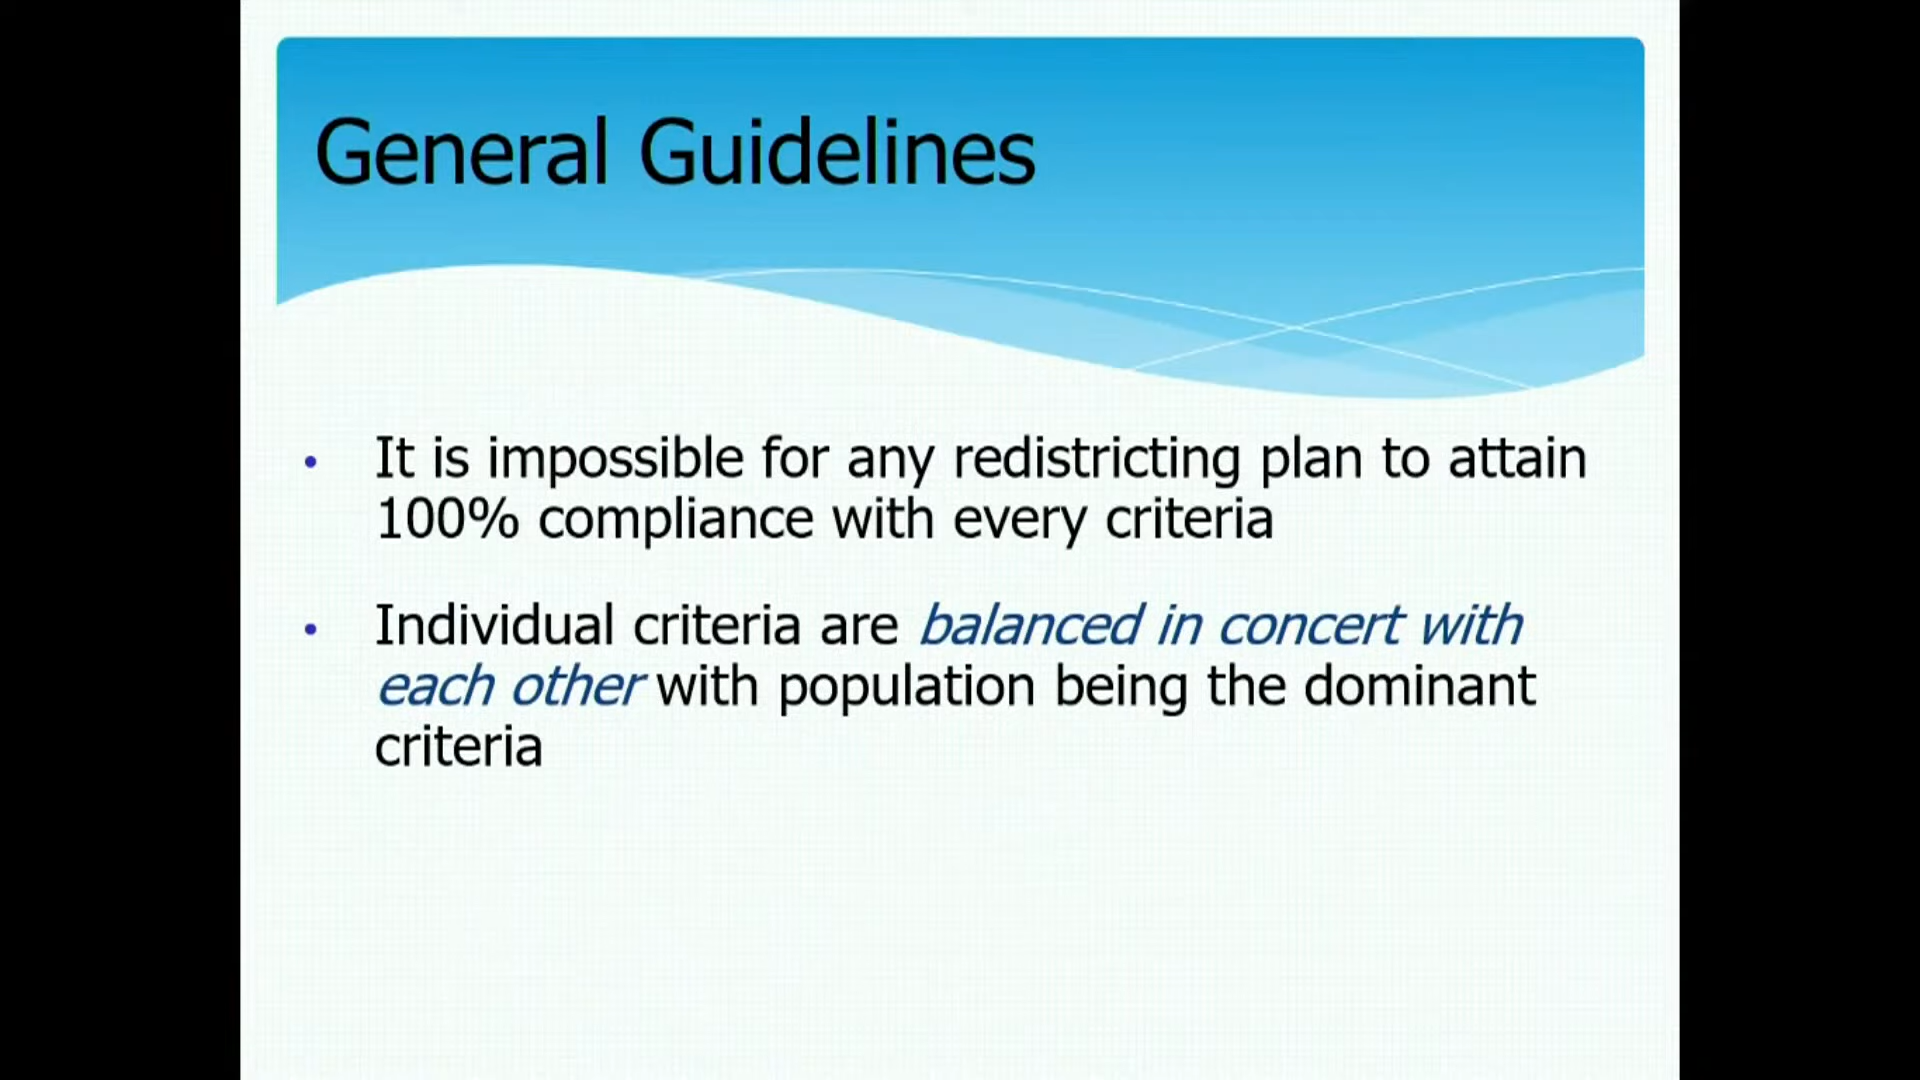 General Guidelines
• It is impossible for any redistricting plan to attain
100% compliance with every criteria
• Individual criteria are balanced in concert with
each other with population being the dominant
criteria